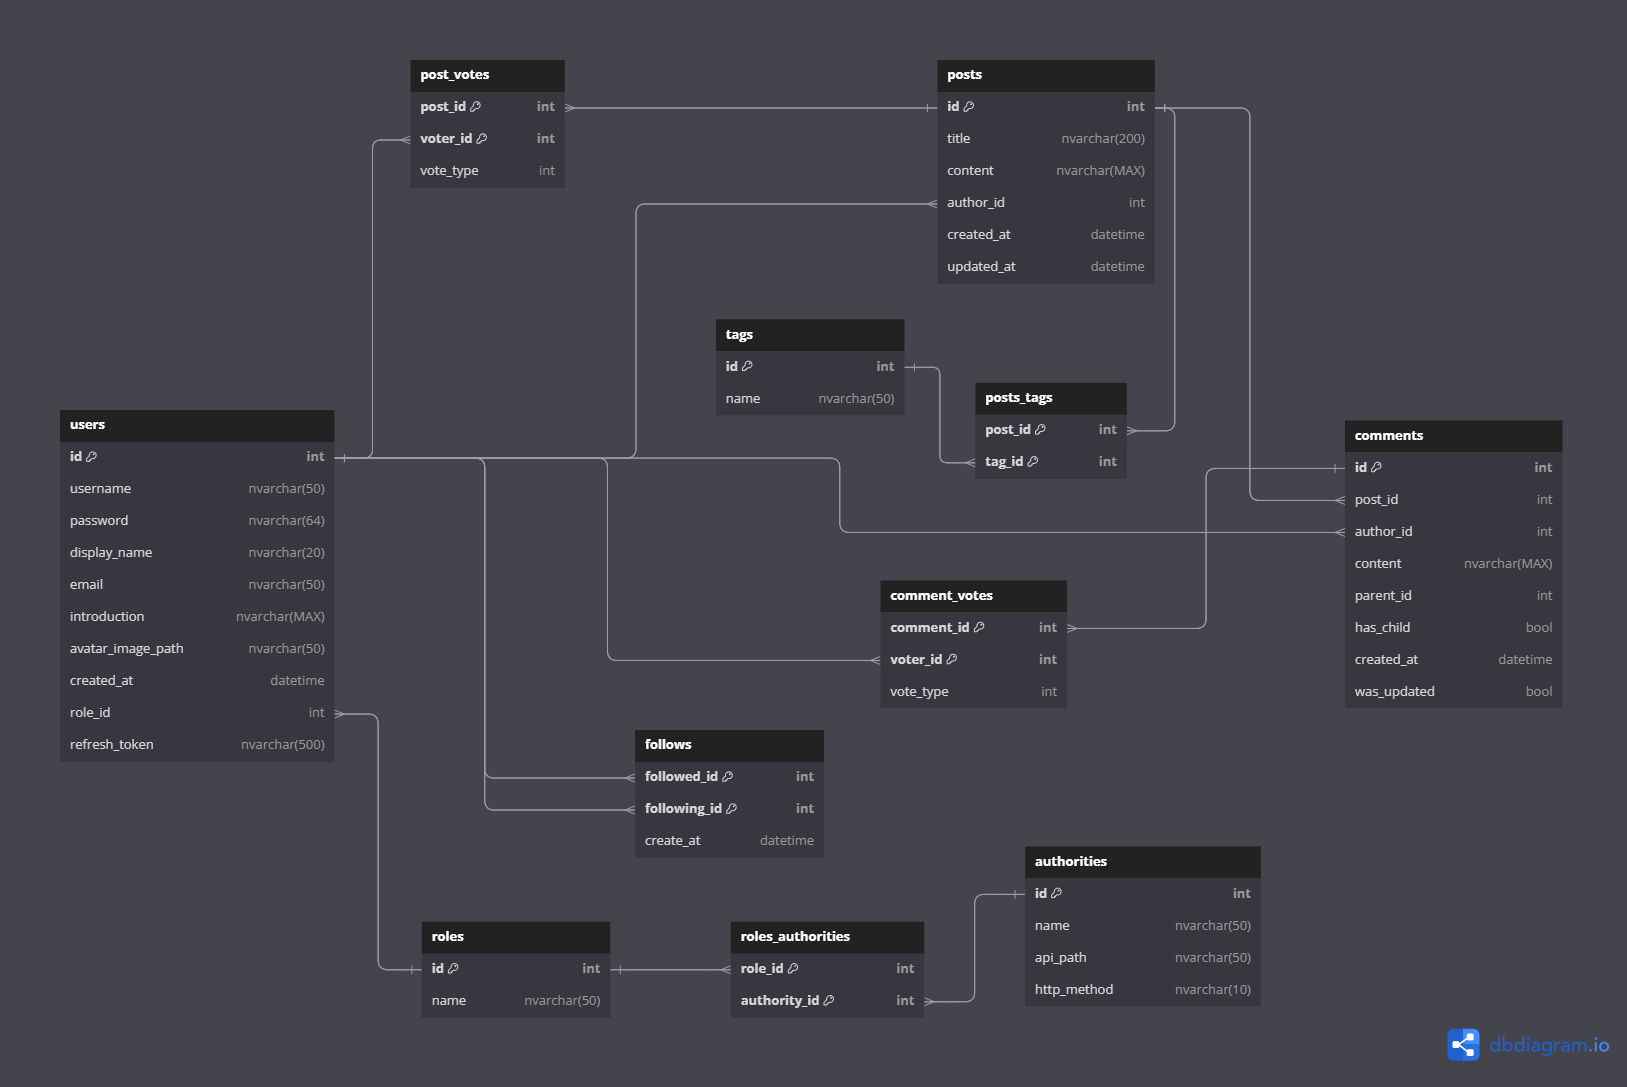 post_votes
post_id int
voter_id int
vote_type int
posts
id int
title nvarchar(200)
content nvarchar(MAX)
author_id int
created_at datetime
updated_at datetime
tags
id int
name nvarchar(50)
posts_tags
post_id int
tag_id int
users
id int
username nvarchar(50)
password nvarchar(64)
display_name nvarchar(20)
email nvarchar(50)
introduction nvarchar(MAX)
avatar_image_path nvarchar(50)
created_at datetime
role_id int
refresh_token nvarchar(500)
comments
id int
post_id int
author_id int
content nvarchar(MAX)
parent_id int
has_child bool
created_at datetime
was_updated bool
comment_votes
comment_id int
voter_id int
vote_type int
follows
followed_id int
following_id int
create_at datetime
authorities
id int
name nvarchar(50)
api_path nvarchar(50)
http_method nvarchar(10)
roles
id int
name nvarchar(50)
roles_authorities
role_id int
authority_id int
dbdiagram.io